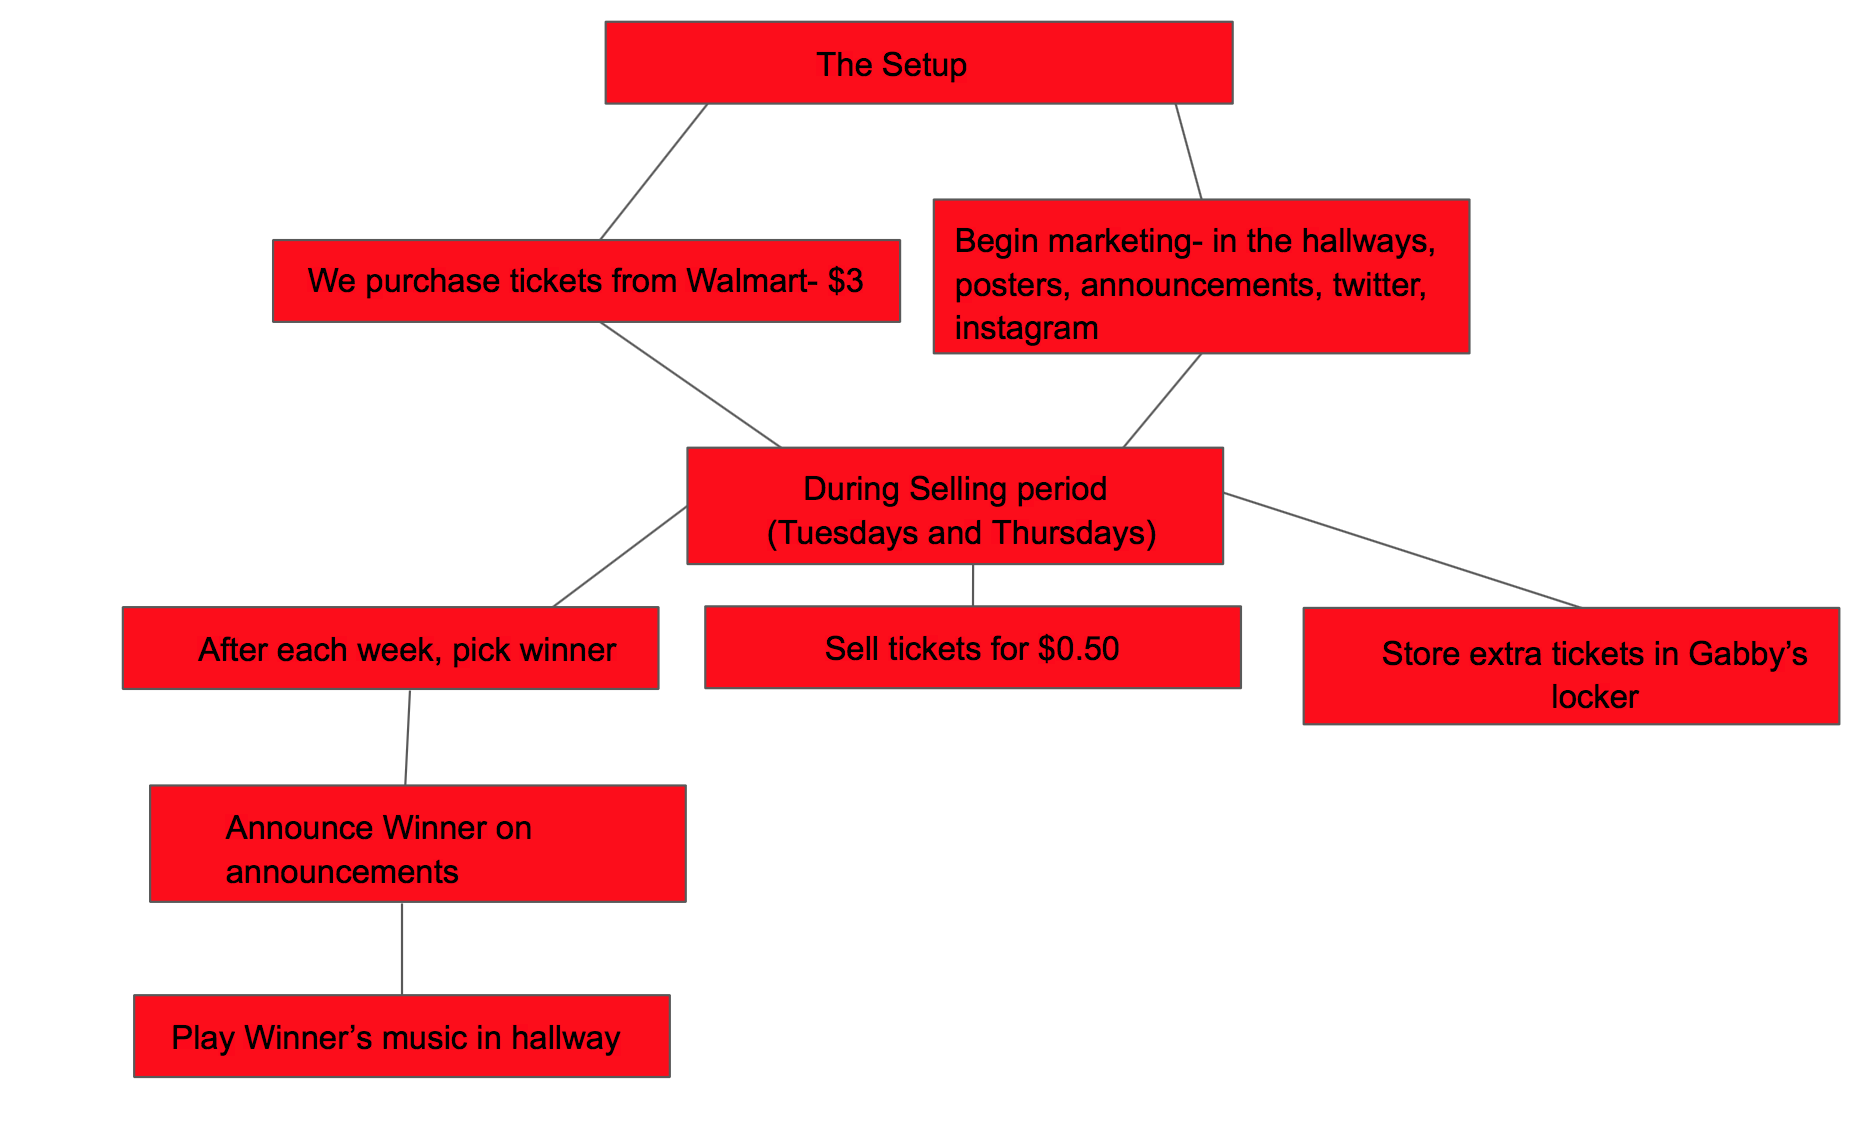 The Setup
We purchase tickets from Walmart- $3
Begin marketing- in the hallways,
posters, announcements, twitter,
instagram
During Selling period
(Tuesdays and Thursdays)
After each week, pick winner
Sell tickets for $0.50
Store extra tickets in Gabby’s
locker
Announce Winner on
announcements
Play Winner’s music in hallway